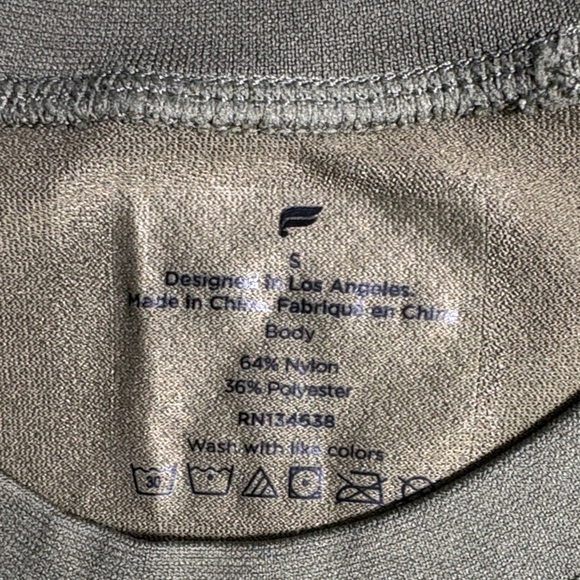 S
Designed in Los Angeles.
Made in China Fabriqué en Chine
Body
64% Nylon
36% Polyester
RN134638
Wash with like colors
30